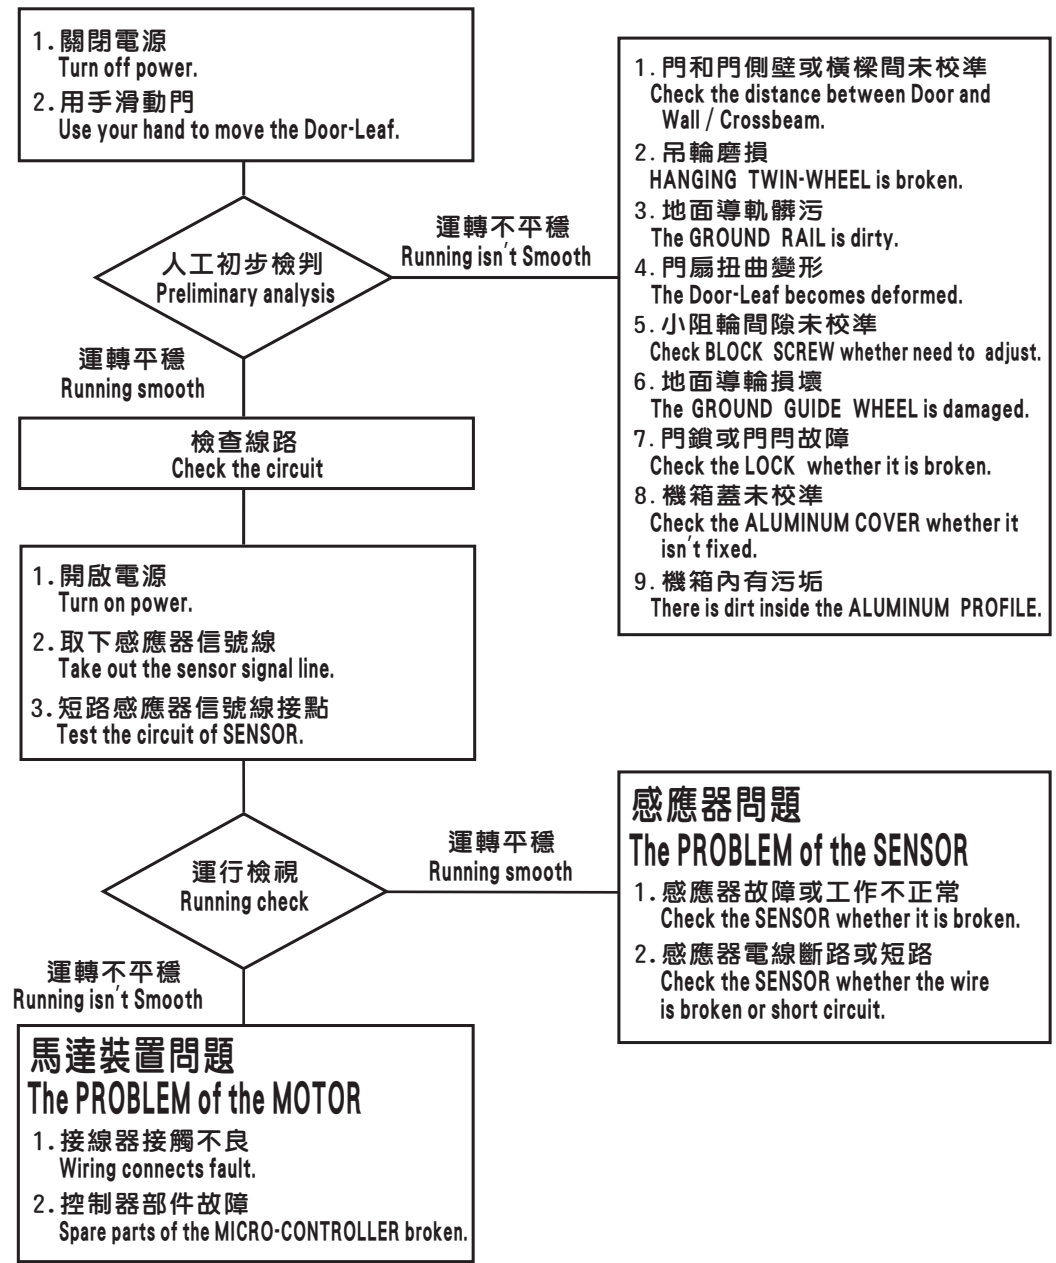 1.關閉電源
Turn off power.
2.用手滑動門
Use your hand to move the Door-Leaf.
人工初步檢判
Preliminary analysis
運轉不平穩
Running isn't Smooth
1.門和門側壁或橫樑間未校準
Check the distance between Door and
Wall / Crossbeam.
2.吊輪磨損
HANGING TWIN-WHEEL is broken.
3.地面導軌髒污
The GROUND RAIL is dirty.
4.門扇扭曲變形
The Door-Leaf becomes deformed.
5.小阻輪間隙未校準
Check BLOCK SCREW whether need to adjust.
6.地面導輪損壞
The GROUND GUIDE WHEEL is damaged.
7.門鎖或門閂故障
Check the LOCK whether it is broken.
8.機箱蓋未校準
Check the ALUMINUM COVER whether it
isn't fixed.
9.機箱內有污垢
There is dirt inside the ALUMINUM PROFILE.
運轉平穩
Running smooth
檢查線路
Check the circuit
1.開啟電源
Turn on power.
2.取下感應器信號線
Take out the sensor signal line.
3.短路感應器信號線接點
Test the circuit of SENSOR.
運行檢視
Running check
運轉平穩
Running smooth
感應器問題
The PROBLEM of the SENSOR
1.感應器故障或工作不正常
Check the SENSOR whether it is broken.
2.感應器電線斷路或短路
Check the SENSOR whether the wire
is broken or short circuit.
運轉不平穩
Running isn't Smooth
馬達裝置問題
The PROBLEM of the MOTOR
1.接線器接觸不良
Wiring connects fault.
2.控制器部件故障
Spare parts of the MICRO-CONTROLLER broken.